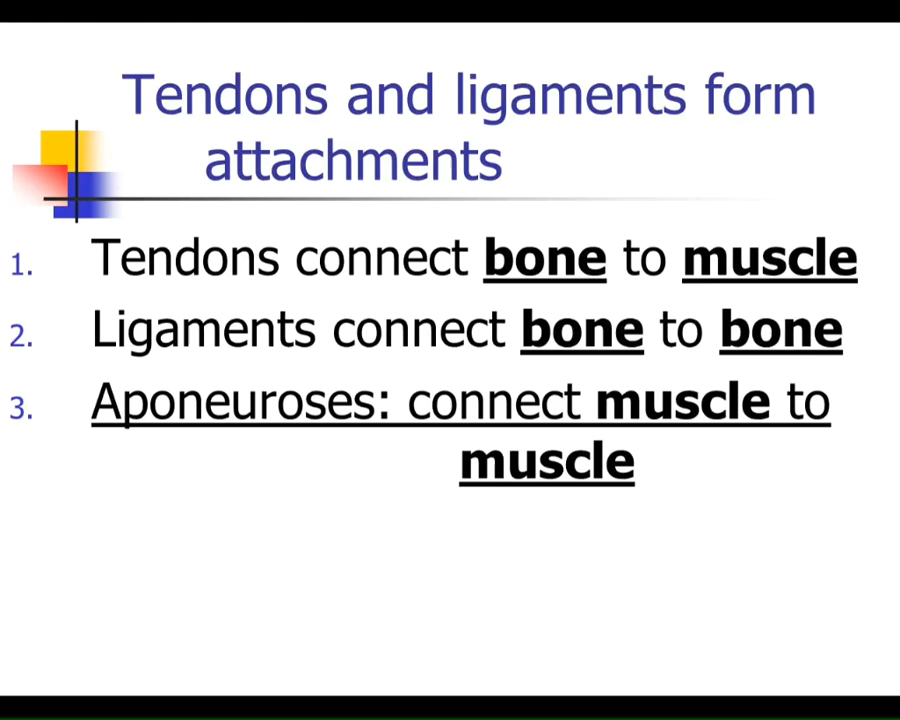 Tendons and ligaments form
attachments
1. Tendons connect bone to muscle
2. Ligaments connect bone to bone
3. Aponeuroses: connect muscle to
muscle